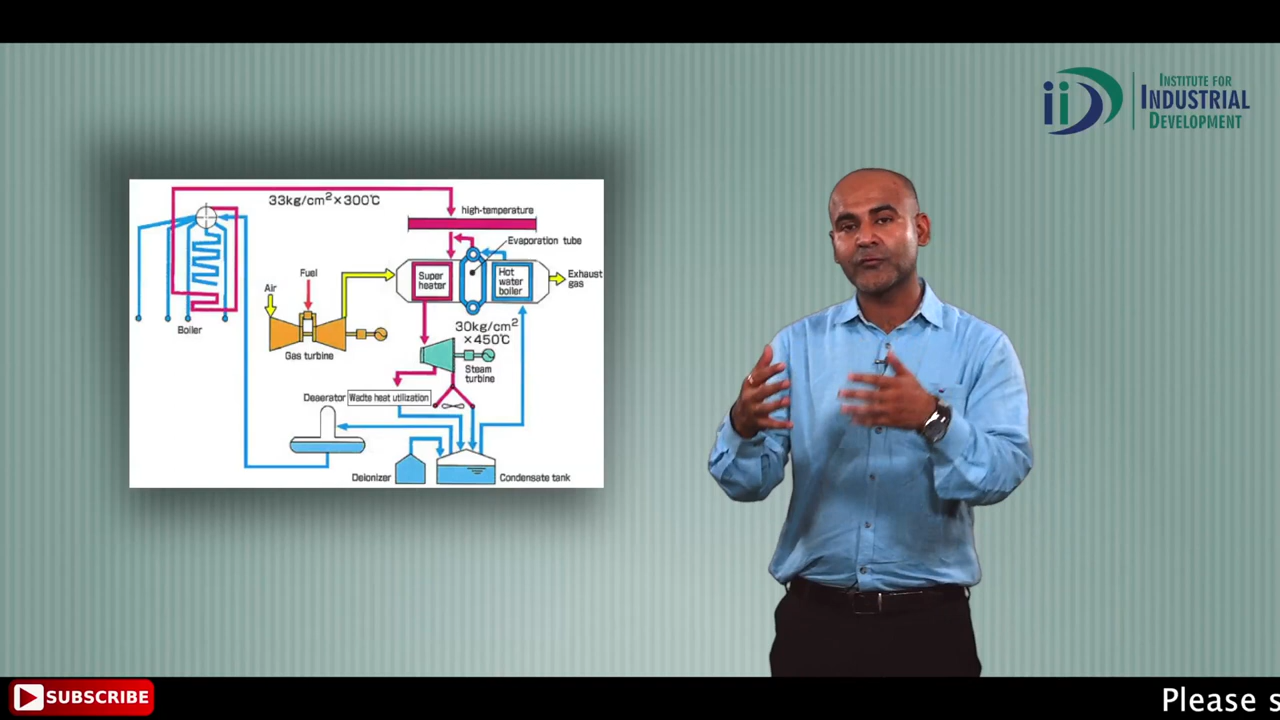 INSTITUTE FOR
INDUSTRIAL
DEVELOPMENT
33kg/cm²×300℃
high-temperature
Evaporation tube
Super
heater
Hot
water
boiler
Exhaust
gas
Fuel
Air
Boiler
Gas turbine
30kg/cm²
×450℃
Steam
turbine
Deaerator
Wadte heat utilization
Deionizer
Condensate tank
SUBSCRIBE
Please s